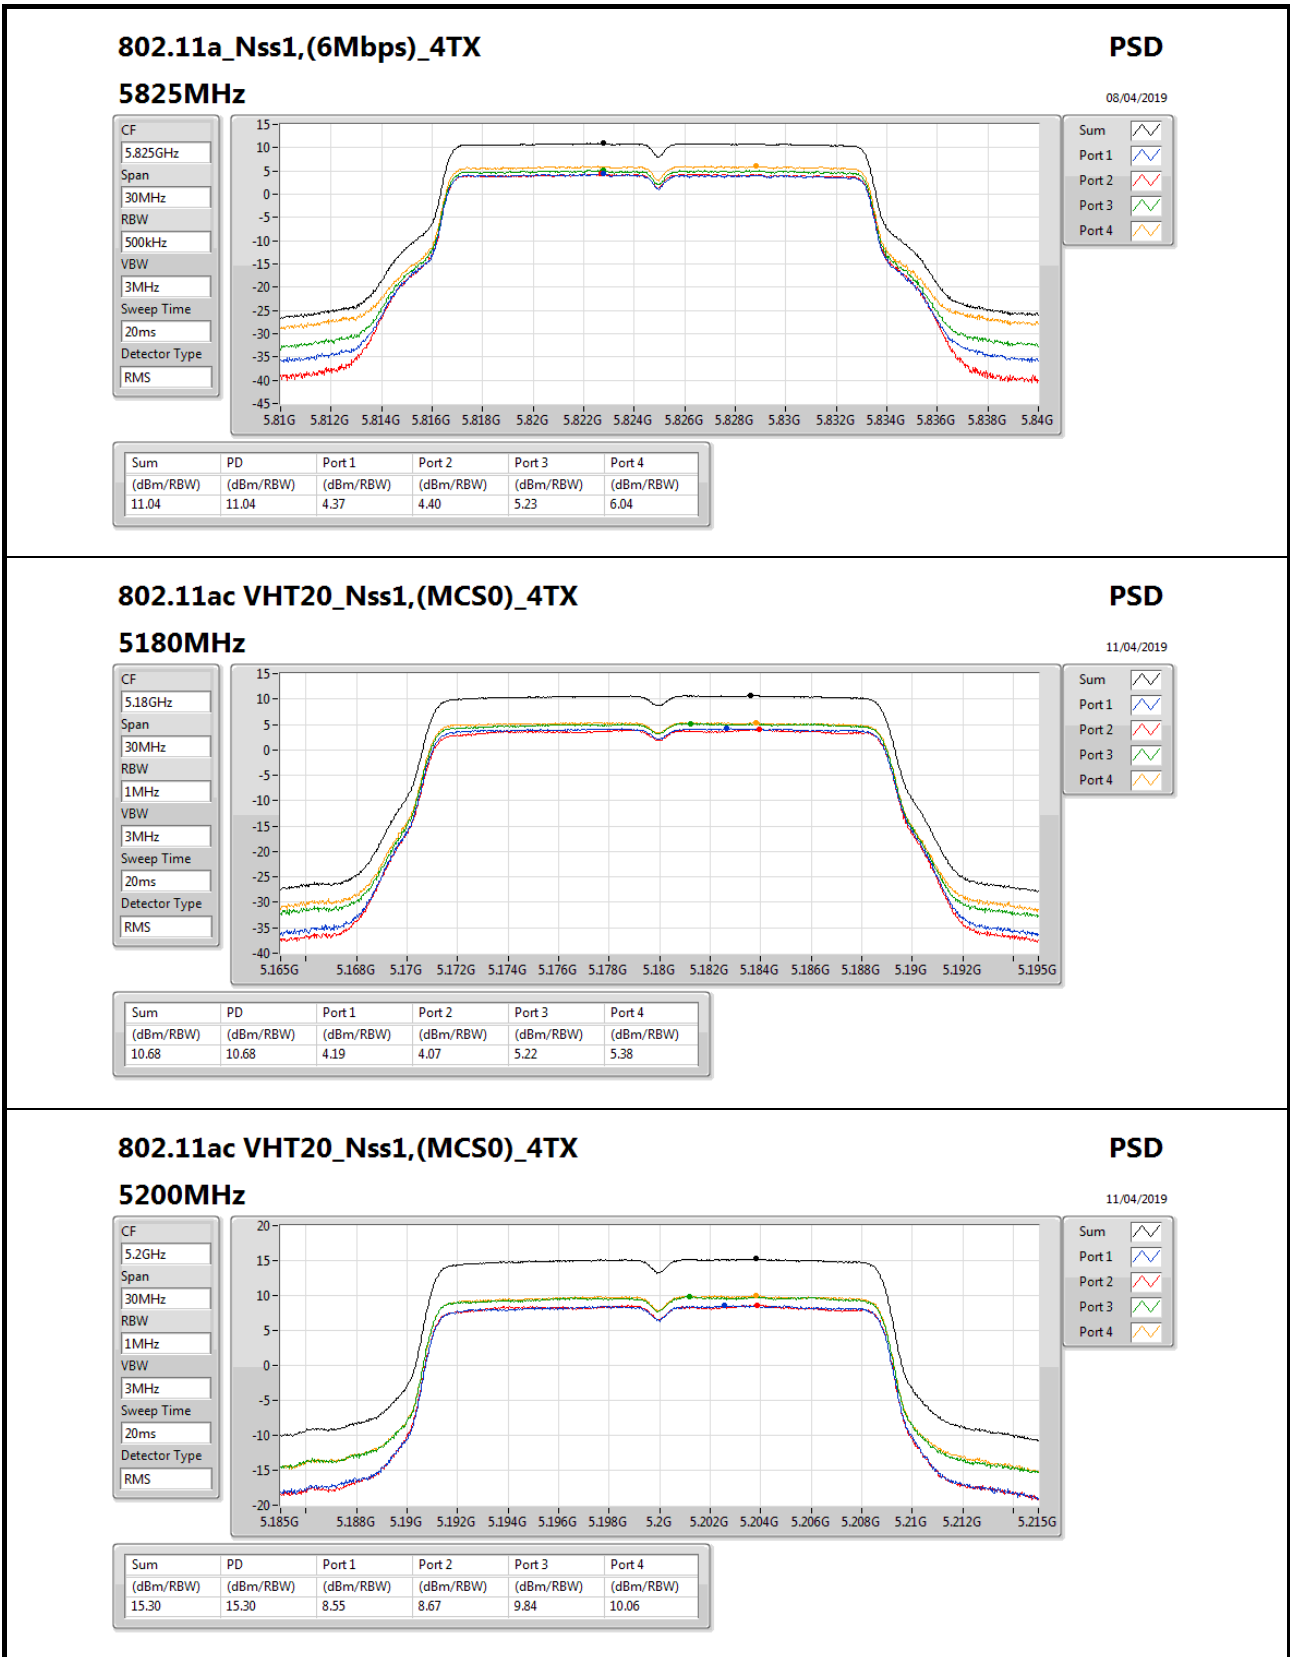 802.11a_Nss1,(6Mbps)_4TX PSD
5825MHz 08/04/2019
CF
5.825GHz
Span
30MHz
RBW
500kHz
VBW
3MHz
Sweep Time
20ms
Detector Type
RMS
15
10
5
0
-5
-10
-15
-20
-25
-30
-35
-40
-45
5.81G 5.812G 5.814G 5.816G 5.818G 5.82G 5.822G 5.824G 5.826G 5.828G 5.83G 5.832G 5.834G 5.836G 5.838G 5.84G
Sum
Port 1
Port 2
Port 3
Port 4
Sum PD Port 1 Port 2 Port 3 Port 4
(dBm/RBW) (dBm/RBW) (dBm/RBW) (dBm/RBW) (dBm/RBW) (dBm/RBW)
11.04 11.04 4.37 4.40 5.23 6.04
802.11ac VHT20_Nss1,(MCS0)_4TX PSD
5180MHz 11/04/2019
CF
5.18GHz
Span
30MHz
RBW
1MHz
VBW
3MHz
Sweep Time
20ms
Detector Type
RMS
15
10
5
0
-5
-10
-15
-20
-25
-30
-35
-40
5.165G 5.168G 5.17G 5.172G 5.174G 5.176G 5.178G 5.18G 5.182G 5.184G 5.186G 5.188G 5.19G 5.192G 5.195G
Sum
Port 1
Port 2
Port 3
Port 4
Sum PD Port 1 Port 2 Port 3 Port 4
(dBm/RBW) (dBm/RBW) (dBm/RBW) (dBm/RBW) (dBm/RBW) (dBm/RBW)
10.68 10.68 4.19 4.07 5.22 5.38
802.11ac VHT20_Nss1,(MCS0)_4TX PSD
5200MHz 11/04/2019
CF
5.2GHz
Span
30MHz
RBW
1MHz
VBW
3MHz
Sweep Time
20ms
Detector Type
RMS
20
15
10
5
0
-5
-10
-15
-20
5.185G 5.188G 5.19G 5.192G 5.194G 5.196G 5.198G 5.2G 5.202G 5.204G 5.206G 5.208G 5.21G 5.212G 5.215G
Sum
Port 1
Port 2
Port 3
Port 4
Sum PD Port 1 Port 2 Port 3 Port 4
(dBm/RBW) (dBm/RBW) (dBm/RBW) (dBm/RBW) (dBm/RBW) (dBm/RBW)
15.30 15.30 8.55 8.67 9.84 10.06